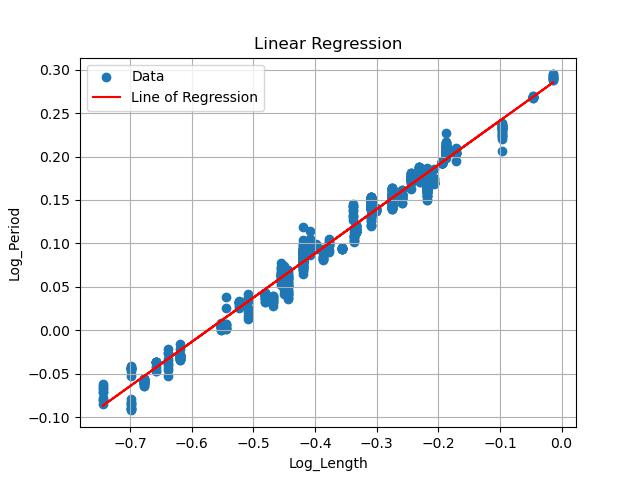 Linear Regression
Data
Line of Regression
0.30
0.25
0.20
0.15
0.10
0.05
0.00
−0.05
−0.10
Log_Period
−0.7 −0.6 −0.5 −0.4 −0.3 −0.2 −0.1 0.0
Log_Length